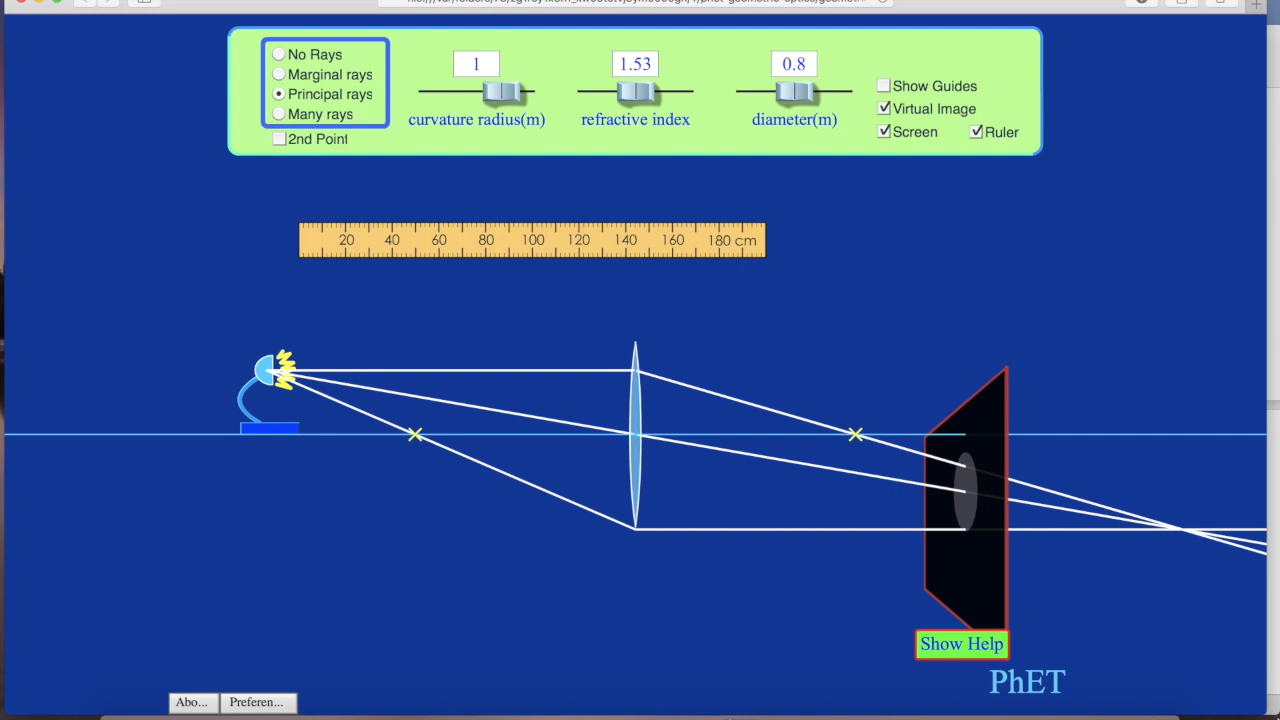 No Rays
Marginal rays
Principal rays
Many rays
2nd Point
1
curvature radius(m)
1.53
refractive index
0.8
diameter(m)
Show Guides
Virtual Image
Screen Ruler
20 40 60 80 100 120 140 160 180 cm
Show Help
PhET
Abo... Preferen...